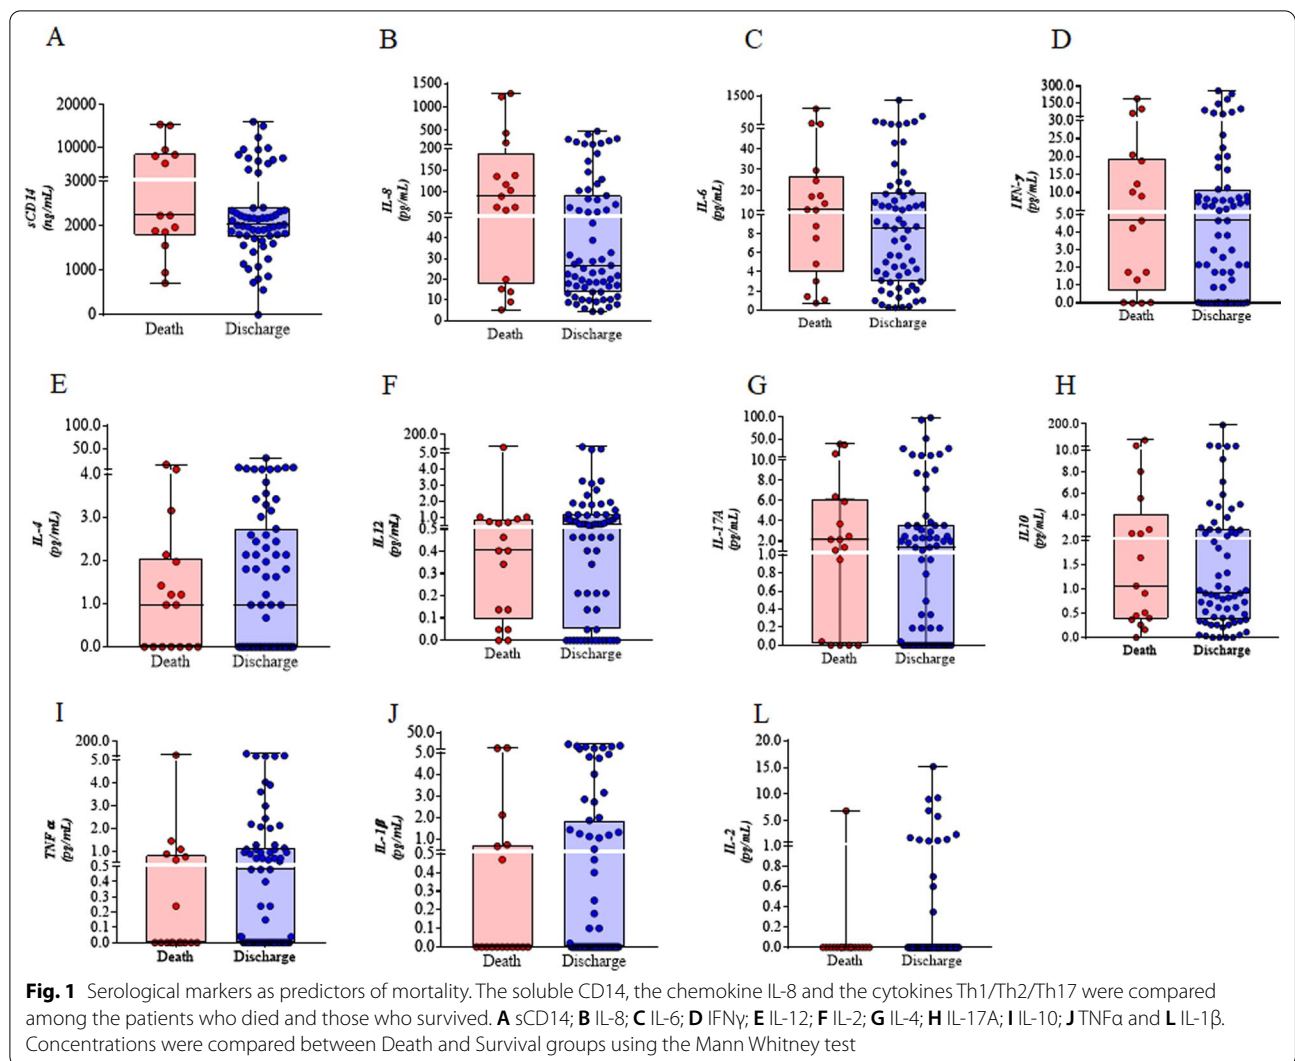 A
B
C
D
sCD14
(ng/mL)
20000
10000
3000
2000
1000
0
Death
Discharge
IL-8
(pg/mL)
1500
1000
500
200
150
100
50
40
30
20
10
0
Death
Discharge
IL-6
(pg/mL)
1500
50
40
30
20
10
8
6
4
2
0
Death
Discharge
IFN-γ
(pg/mL)
300.0
150.0
30.0
25.0
20.0
15.0
10.0
5.0
4.0
3.0
2.0
1.0
0.0
Death
Discharge
E
F
G
H
IL-4
(pg/mL)
100.0
50.0
4.0
3.0
2.0
1.0
0.0
Death
Discharge
IL12
(pg/mL)
200.0
5.0
4.0
3.0
2.0
1.0
0.5
0.4
0.3
0.2
0.1
0.0
Death
Discharge
IL-17A
(pg/mL)
100.0
50.0
10.0
8.0
6.0
4.0
2.0
1.0
0.8
0.6
0.4
0.2
0.0
Death
Discharge
IL10
(pg/mL)
200.0
10.0
8.0
6.0
4.0
2.0
1.0
0.5
0.0
Death
Discharge
I
J
L
TNF α
(pg/mL)
200.0
5.0
4.0
3.0
2.0
1.0
0.5
0.4
0.3
0.2
0.1
0.0
Death
Discharge
IL-1β
(pg/mL)
50.0
5.0
4.0
3.0
2.0
1.0
0.5
0.4
0.3
0.2
0.1
0.0
Death
Discharge
IL-2
(pg/mL)
20.0
15.0
10.0
5.0
1.0
0.8
0.6
0.4
0.2
0.0
Death
Discharge
Fig. 1 Serological markers as predictors of mortality. The soluble CD14, the chemokine IL-8 and the cytokines Th1/Th2/Th17 were compared
among the patients who died and those who survived. A sCD14; B IL-8; C IL-6; D IFNγ; E IL-12; F IL-2; G IL-4; H IL-17A; I IL-10; J TNFα and L IL-1β.
Concentrations were compared between Death and Survival groups using the Mann Whitney test